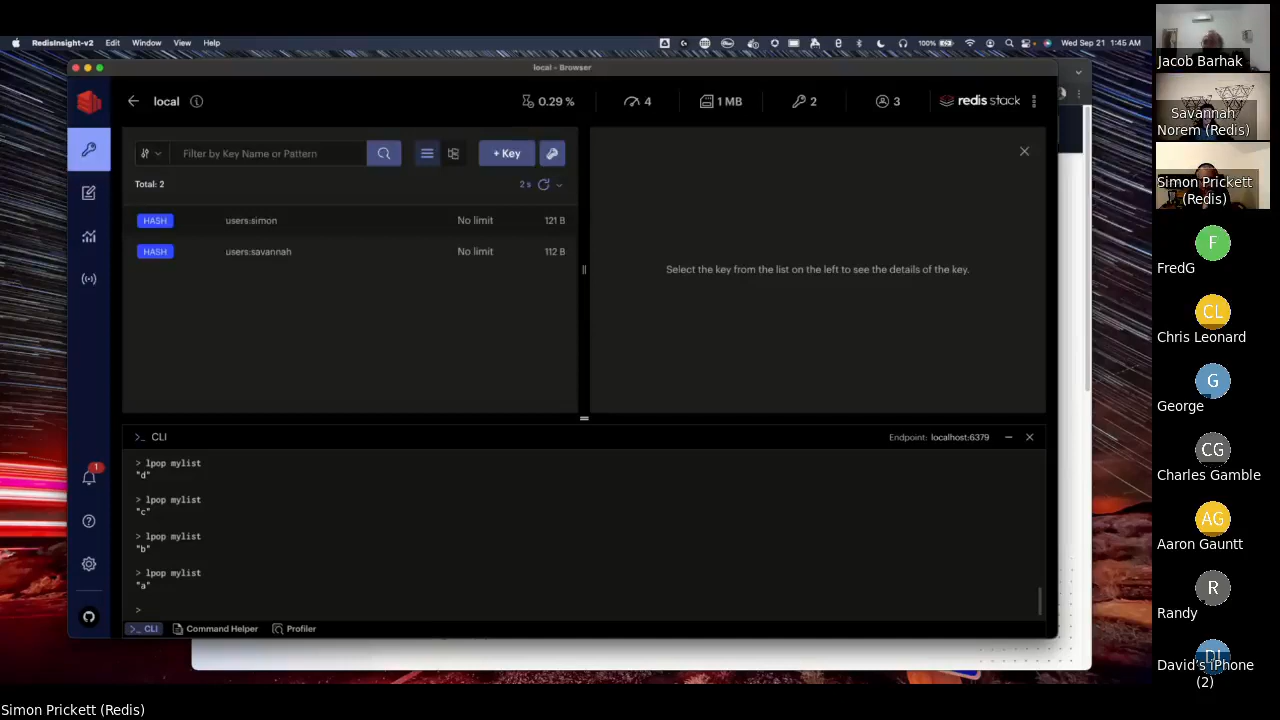 RedisInsight-v2 Edit Window View Help
100% Wed Sep 21 1:45 AM
local - Browser
local
0.29 % 4 1 MB 2 3 redis stack
Filter by Key Name or Pattern
+ Key
Total: 2
2 s
HASH users:simon No limit 121 B
HASH users:savannah No limit 112 B
Select the key from the list on the left to see the details of the key.
>_ CLI
Endpoint: localhost:6379
> lpop mylist
"d"
> lpop mylist
"c"
> lpop mylist
"b"
> lpop mylist
"a"
>
1
>_ CLI Command Helper Profiler
Jacob Barhak
Savannah
Norem (Redis)
Simon Prickett
(Redis)
F
FredG
CL
Chris Leonard
G
George
CG
Charles Gamble
AG
Aaron Gauntt
R
Randy
DI
David's iPhone
(2)
Simon Prickett (Redis)